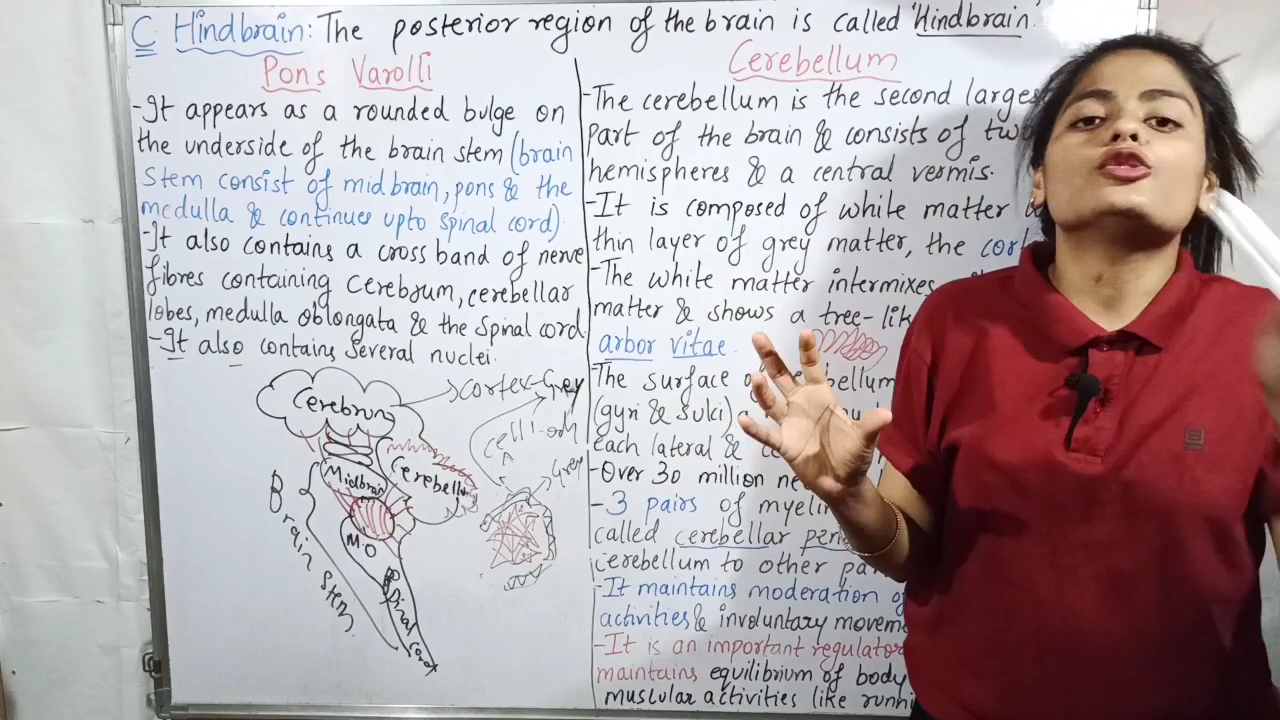 C Hindbrain: The posterior region of the brain is called 'Hindbrain.'
Pons Varolli
-It appears as a rounded bulge on
the underside of the brain stem (brain
stem consist of midbrain, pons & the
medulla & continues upto spinal cord).
-It also contains a cross band of nerve
fibres containing Cerebrum, cerebellar
lobes, medulla oblongata & the Spinal cord.
-It also contains several nuclei.
Cerebrum
cortex-Grey
Grey
Midbrain
Cerebellum
M.O
Spinal cord
Brain stem.
Cerebellum
-The cerebellum is the second larges
part of the brain & consists of two
hemispheres & a central vermis.
-It is composed of white matter
thin layer of grey matter, the cort
-The white matter intermixes
matter & shows a tree-lik
arbor vitae.
The surface
(gyri & Sulci)
each lateral &
-Over 30 million
-3 pairs of myelin
called cerebellar
cerebellum to other
-It maintains moderation of
activities & involuntary movem
-It is an important regulator
maintains equilibrium of body
muslular activities like runni